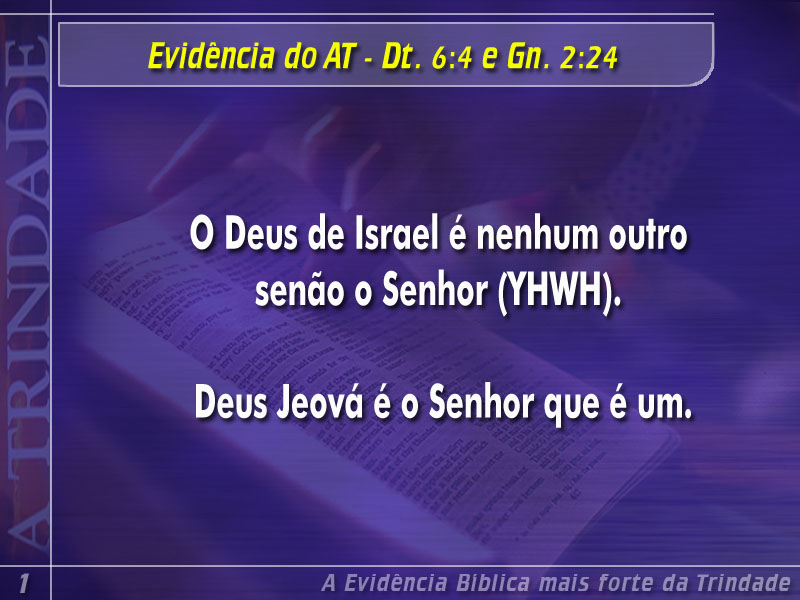 Evidência do AT - Dt. 6:4 e Gn. 2:24
A TRINDADE
O Deus de Israel é nenhum outro
senão o Senhor (YHWH).
Deus Jeová é o Senhor que é um.
1
A Evidência Bíblica mais forte da Trindade